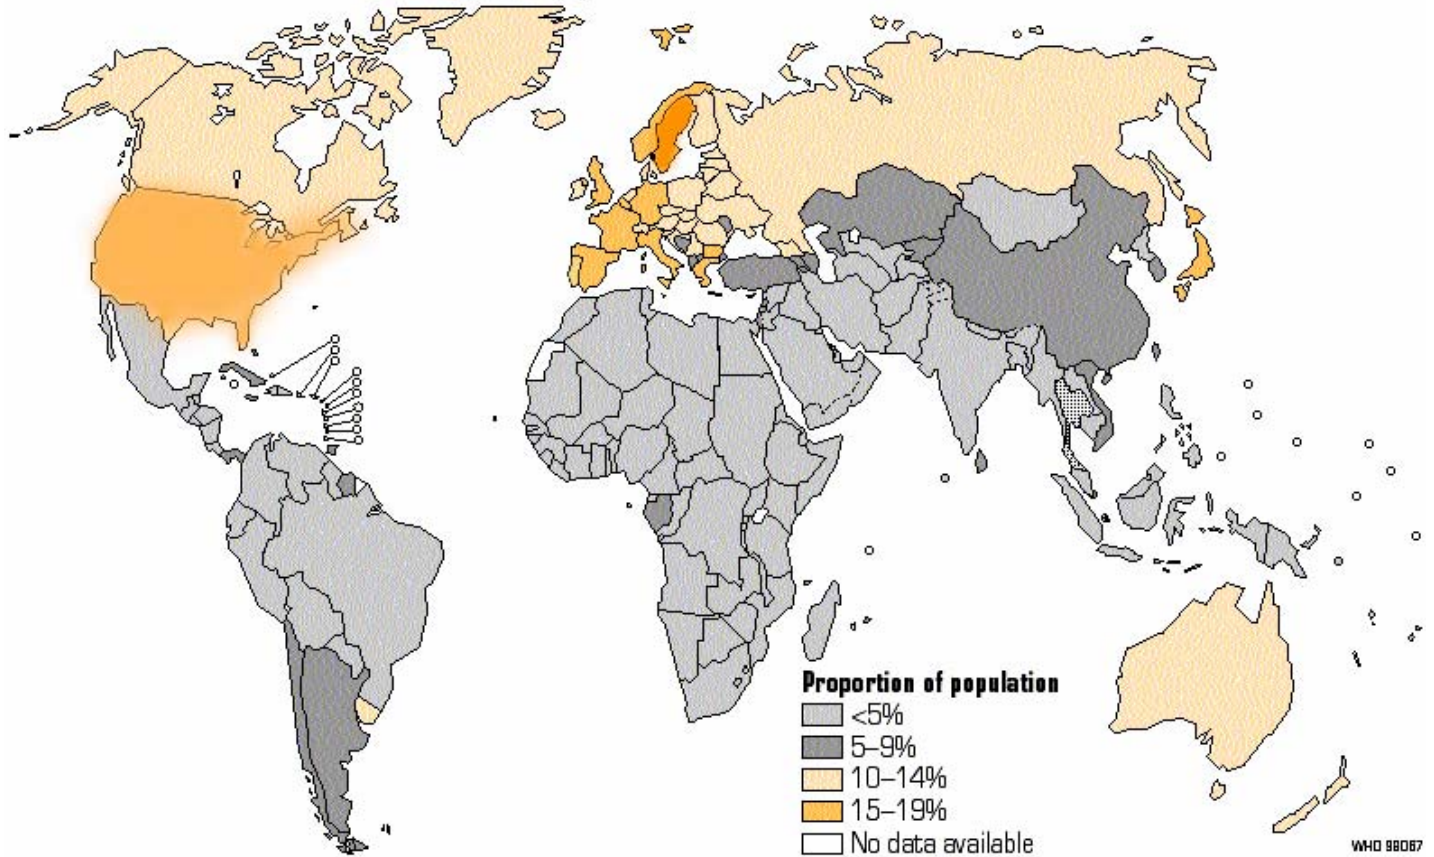 Proportion of population
<5%
5–9%
10–14%
15–19%
No data available
WHO 99067